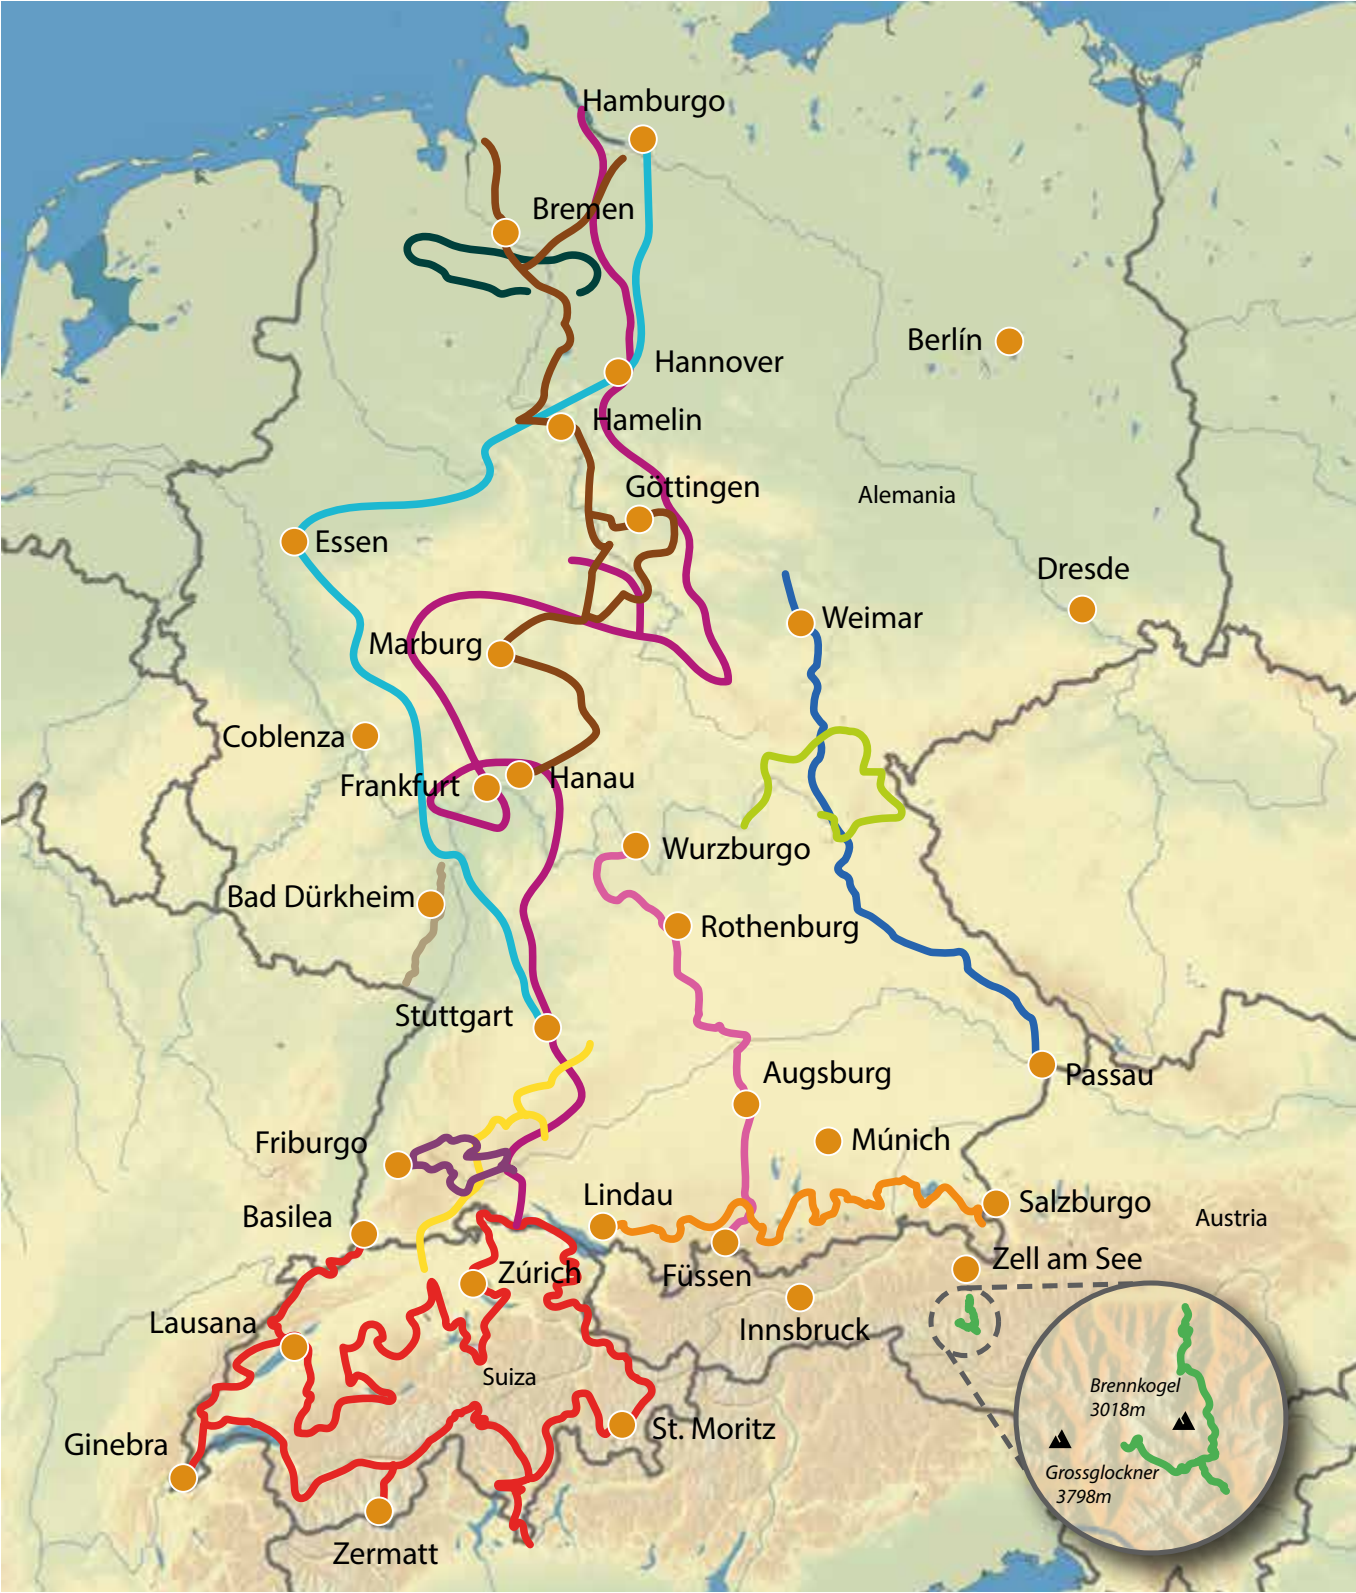 Hamburgo
Bremen
Berlín
Hannover
Hamelin
Göttingen
Alemania
Essen
Dresde
Weimar
Marburg
Coblenza
Frankfurt
Hanau
Wurzburgo
Bad Dürkheim
Rothenburg
Stuttgart
Augsburg
Passau
Friburgo
Múnich
Lindau
Salzburgo
Basilea
Austria
Zúrich
Füssen
Zell am See
Lausana
Innsbruck
Suiza
Brennkogel
3018m
St. Moritz
Ginebra
Grossglockner
3798m
Zermatt